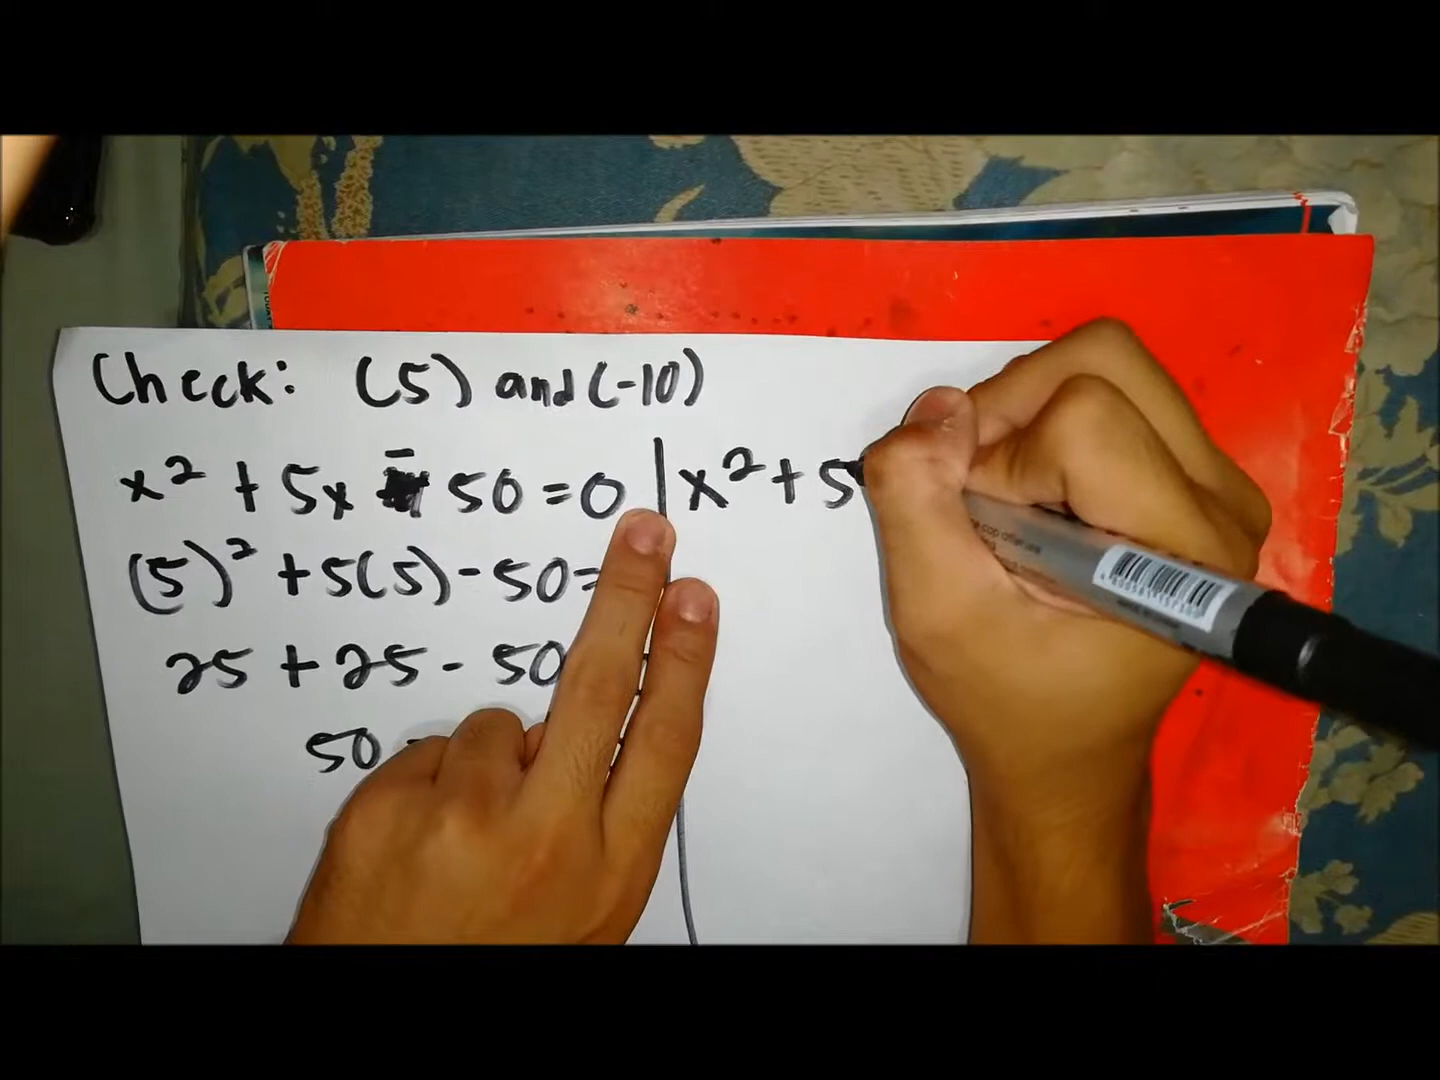 Check: (5) and (-10)
x² + 5x - 50 = 0
(5)² + 5(5) - 50 =
25 + 25 - 50
50
x² + 5